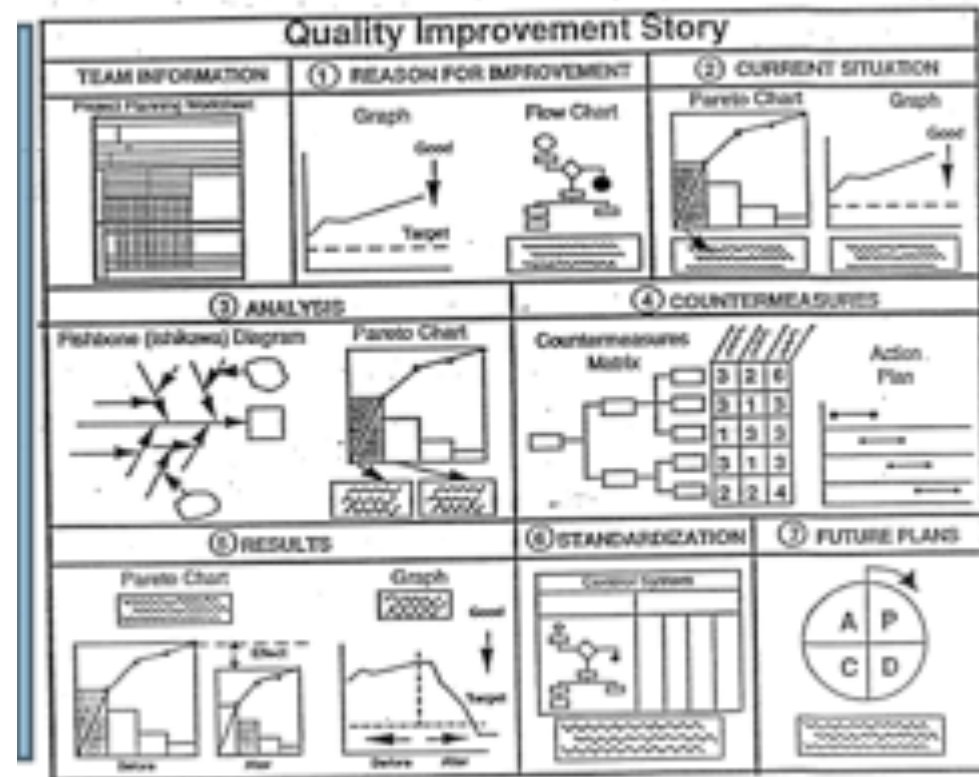 Quality Improvement Story
TEAM INFORMATION
Project Planning Worksheet
① REASON FOR IMPROVEMENT
Graph
Good
Target
Flow Chart
② CURRENT SITUATION
Pareto Chart
Graph
Good
③ ANALYSIS
Fishbone (Ishikawa) Diagram
Pareto Chart
④ COUNTERMEASURES
Countermeasures
Matrix
3 2 6
3 1 3
1 3 3
3 1 3
2 2 4
Action
Plan
⑤ RESULTS
Pareto Chart
Effect
Before
After
Graph
Good
Target
Before
After
⑥ STANDARDIZATION
Control System
⑦ FUTURE PLANS
A P
C D